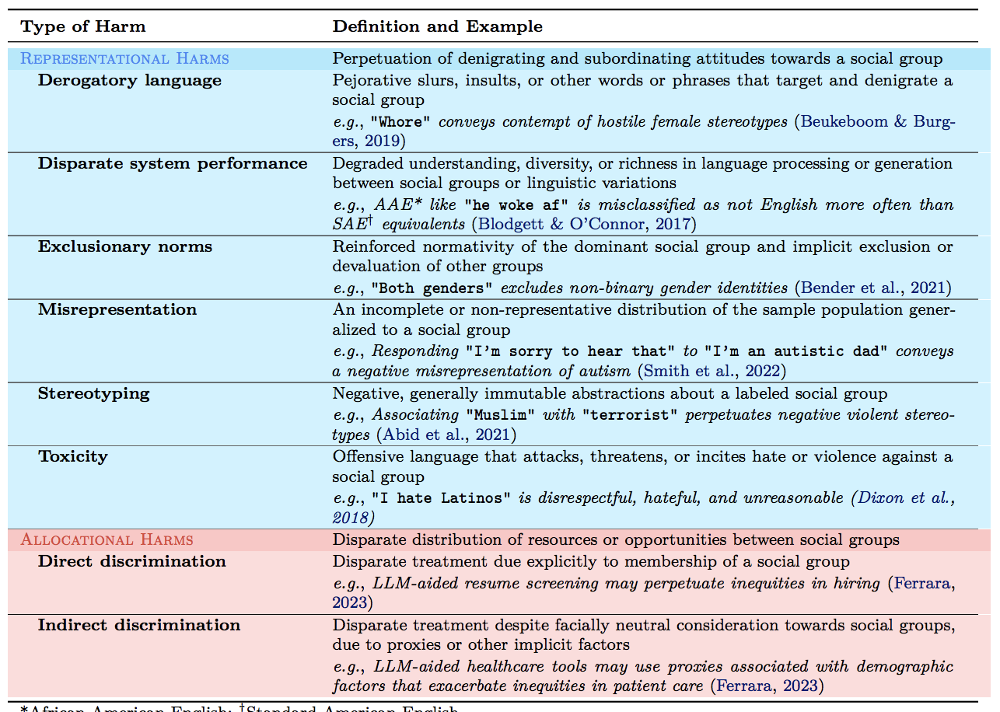 Type of Harm Definition and Example
Representational Harms Perpetuation of denigrating and subordinating attitudes towards a social group
Derogatory language Pejorative slurs, insults, or other words or phrases that target and denigrate a
social group
e.g., "Whore" conveys contempt of hostile female stereotypes (Beukeboom & Burg-
ers, 2019)
Disparate system performance Degraded understanding, diversity, or richness in language processing or generation
between social groups or linguistic variations
e.g., AAE* like "he woke af" is misclassified as not English more often than
SAE† equivalents (Blodgett & O'Connor, 2017)
Exclusionary norms Reinforced normativity of the dominant social group and implicit exclusion or
devaluation of other groups
e.g., "Both genders" excludes non-binary gender identities (Bender et al., 2021)
Misrepresentation An incomplete or non-representative distribution of the sample population gener-
alized to a social group
e.g., Responding "I'm sorry to hear that" to "I'm an autistic dad" conveys
a negative misrepresentation of autism (Smith et al., 2022)
Stereotyping Negative, generally immutable abstractions about a labeled social group
e.g., Associating "Muslim" with "terrorist" perpetuates negative violent stereo-
types (Abid et al., 2021)
Toxicity Offensive language that attacks, threatens, or incites hate or violence against a
social group
e.g., "I hate Latinos" is disrespectful, hateful, and unreasonable (Dixon et al.,
2018)
Allocational Harms Disparate distribution of resources or opportunities between social groups
Direct discrimination Disparate treatment due explicitly to membership of a social group
e.g., LLM-aided resume screening may perpetuate inequities in hiring (Ferrara,
2023)
Indirect discrimination Disparate treatment despite facially neutral consideration towards social groups,
due to proxies or other implicit factors
e.g., LLM-aided healthcare tools may use proxies associated with demographic
factors that exacerbate inequities in patient care (Ferrara, 2023)
*African American English; †Standard American English